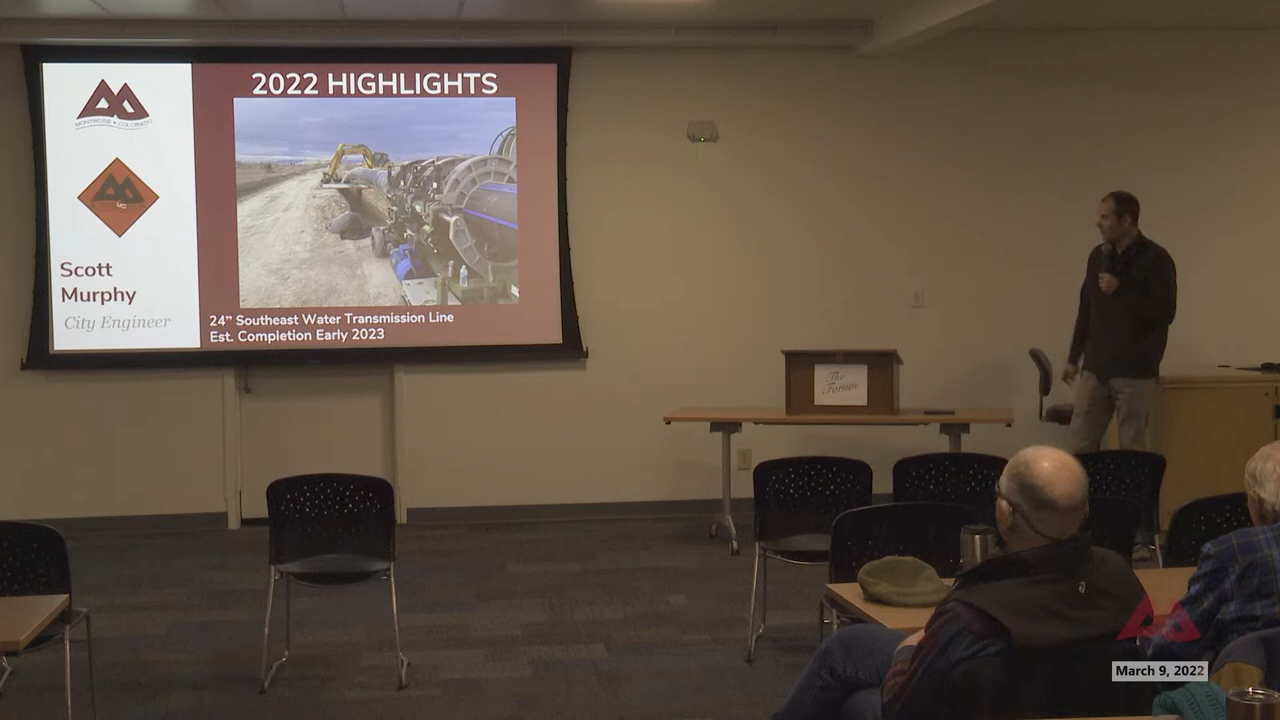 2022 HIGHLIGHTS
MONTROSE • COLORADO
MO
Scott
Murphy
City Engineer
24” Southeast Water Transmission Line
Est. Completion Early 2023
The
Forum
March 9, 2022